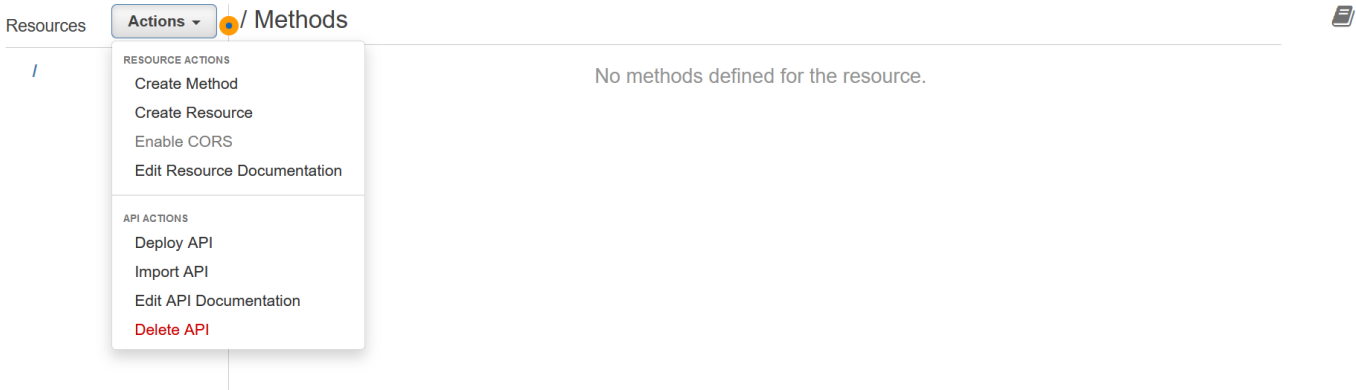 Resources
Actions
/ Methods
/
No methods defined for the resource.
RESOURCE ACTIONS
Create Method
Create Resource
Enable CORS
Edit Resource Documentation
API ACTIONS
Deploy API
Import API
Edit API Documentation
Delete API